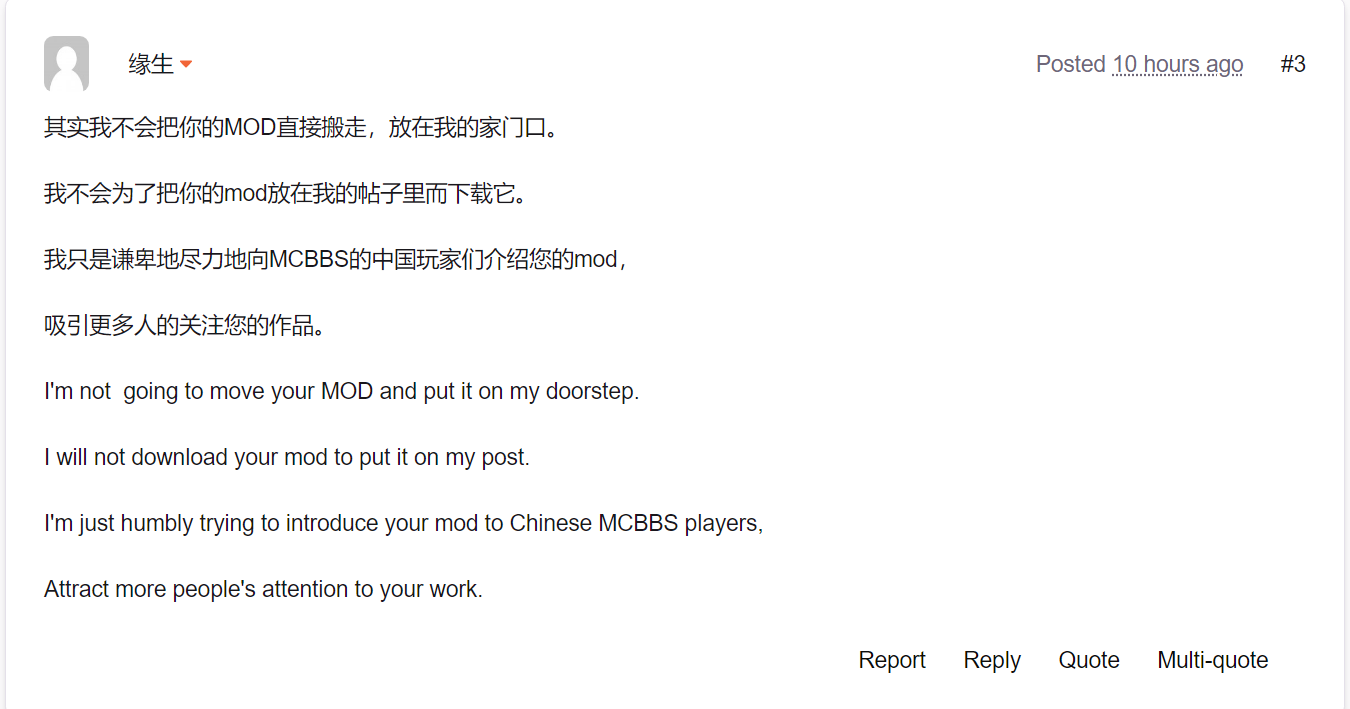 缘生
Posted 10 hours ago #3
其实我不会把你的MOD直接搬走，放在我的家门口。
我不会为了把你的mod放在我的帖子里而下载它。
我只是谦卑地尽力地向MCBBS的中国玩家们介绍您的mod，
吸引更多人的关注您的作品。
I'm not  going to move your MOD and put it on my doorstep.
I will not download your mod to put it on my post.
I'm just humbly trying to introduce your mod to Chinese MCBBS players,
Attract more people's attention to your work.
Report Reply Quote Multi-quote